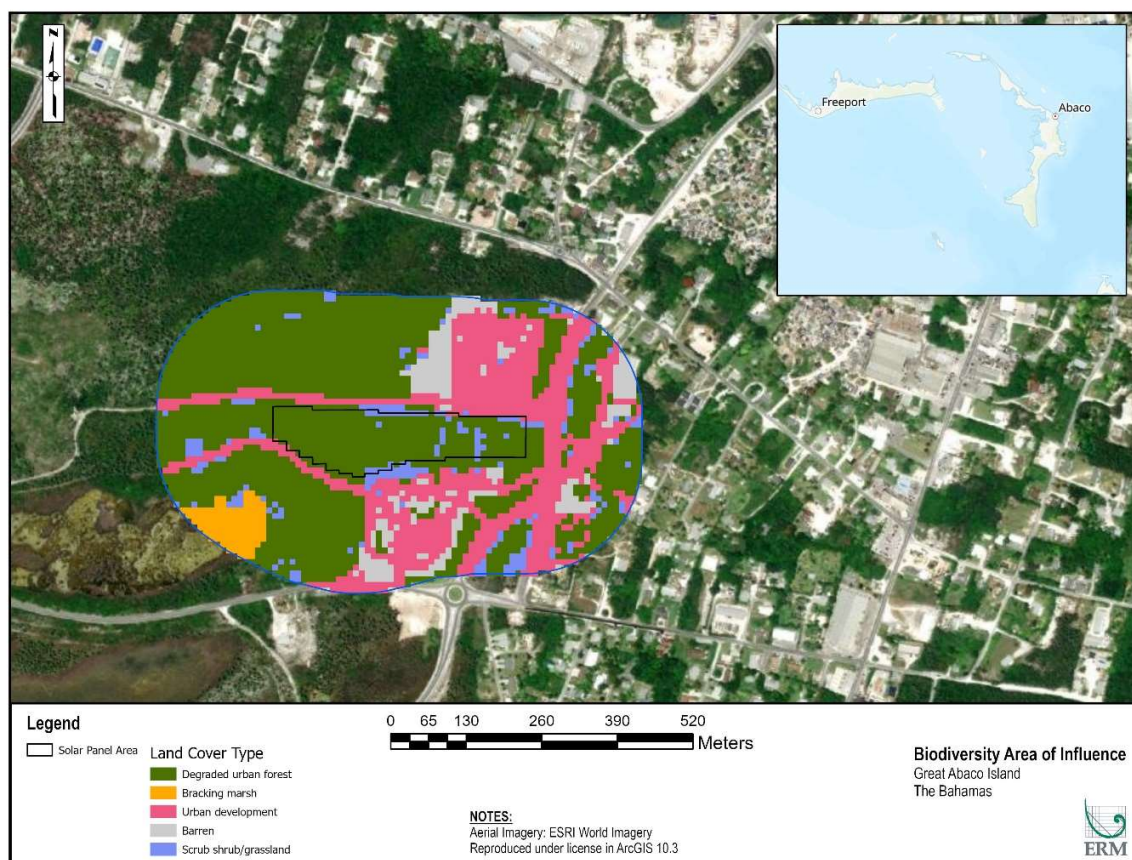 N
Freeport
Abaco
Legend
Solar Panel Area
Land Cover Type
Degraded urban forest
Bracking marsh
Urban development
Barren
Scrub shrub/grassland
0 65 130 260 390 520
Meters
NOTES:
Aerial Imagery: ESRI World Imagery
Reproduced under license in ArcGIS 10.3
Biodiversity Area of Influence
Great Abaco Island
The Bahamas
ERM